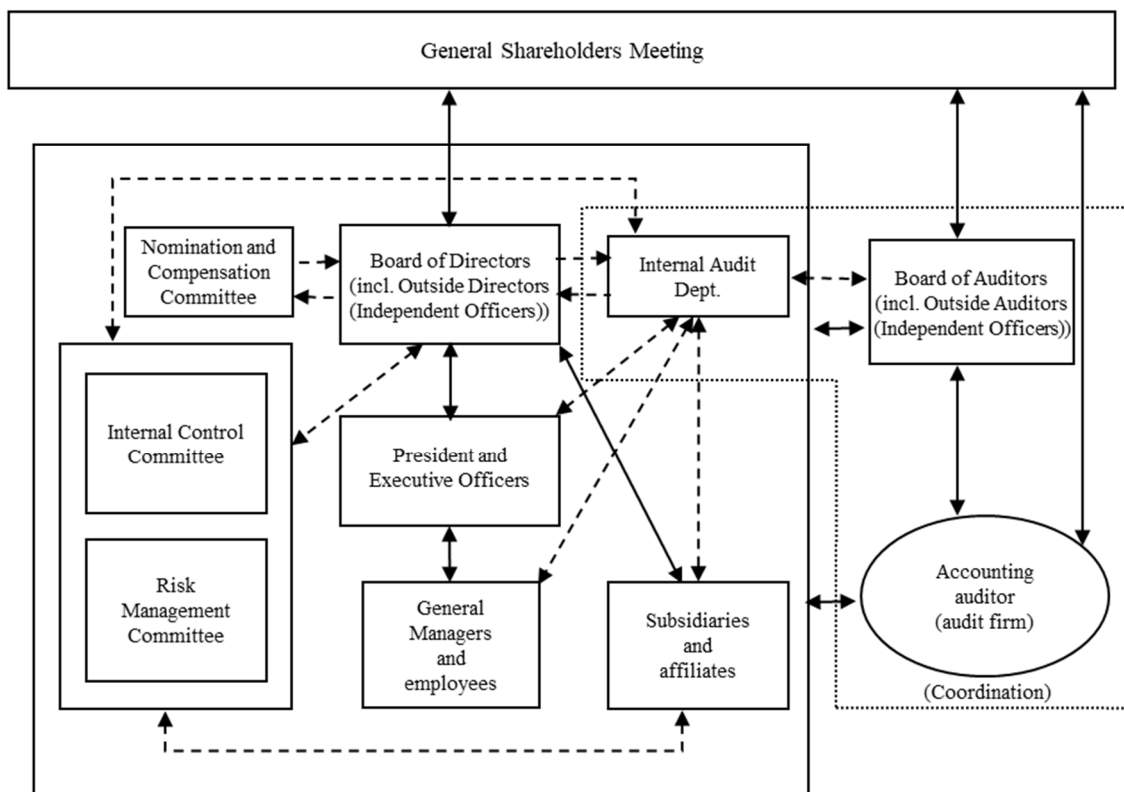 General Shareholders Meeting
Nomination and
Compensation
Committee
Board of Directors
(incl. Outside Directors
(Independent Officers))
Internal Audit
Dept.
Board of Auditors
(incl. Outside Auditors
(Independent Officers))
Internal Control
Committee
President and
Executive Officers
Risk
Management
Committee
General
Managers
and
employees
Subsidiaries
and
affiliates
Accounting
auditor
(audit firm)
(Coordination)